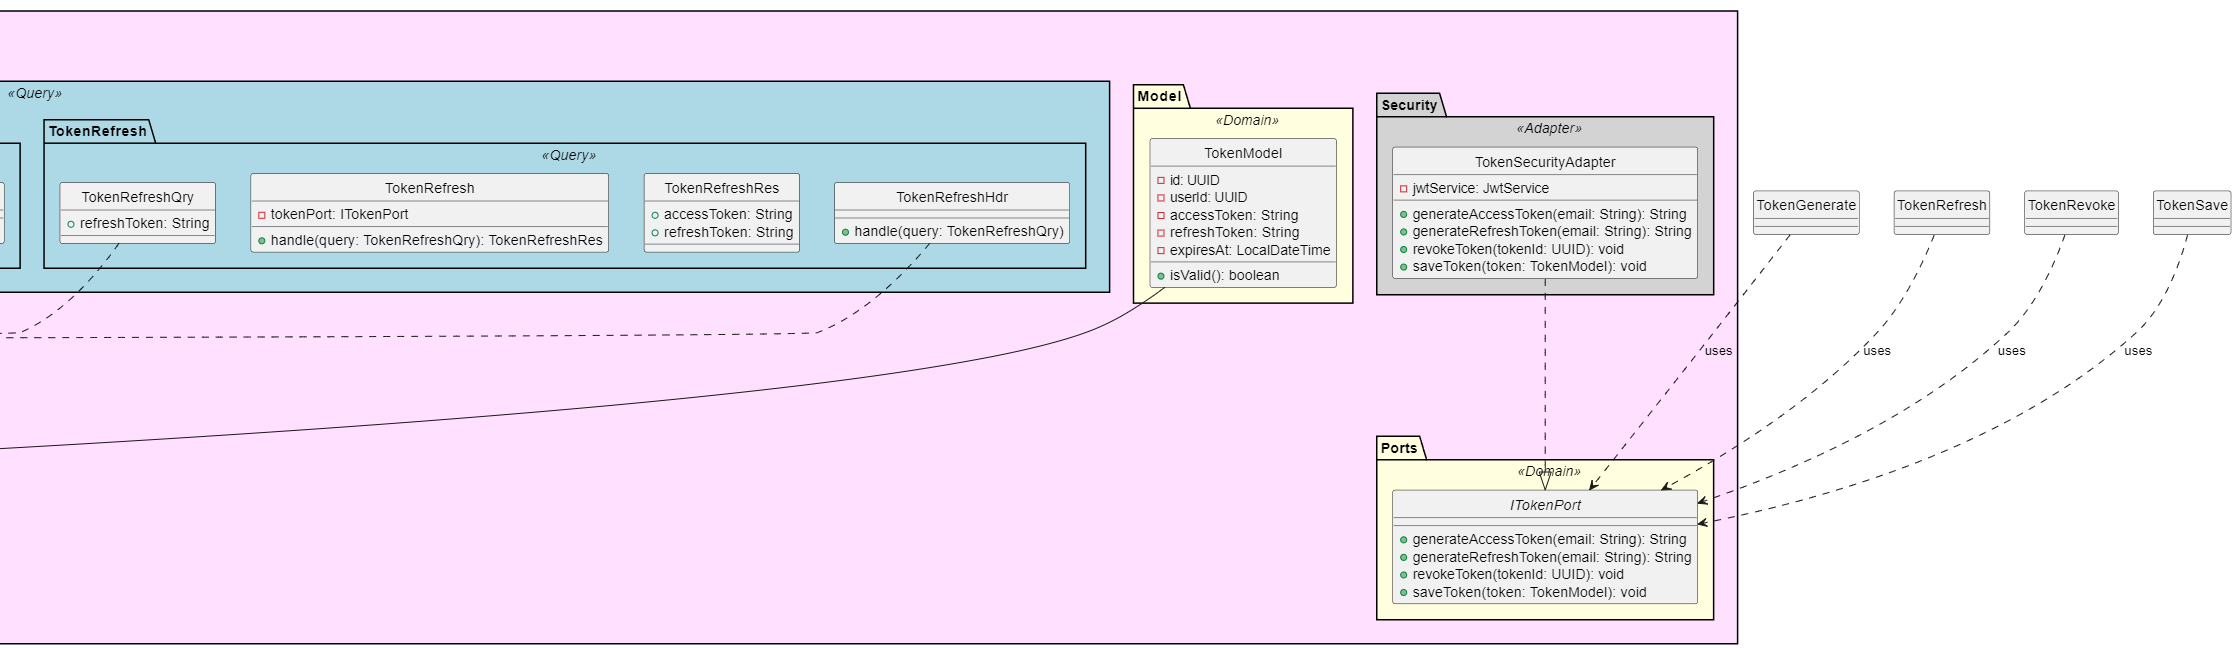 «Query»
TokenRefresh
«Query»
TokenRefreshQry
refreshToken: String
TokenRefresh
tokenPort: ITokenPort
handle(query: TokenRefreshQry): TokenRefreshRes
TokenRefreshRes
accessToken: String
refreshToken: String
TokenRefreshHdr
handle(query: TokenRefreshQry)
Model
«Domain»
TokenModel
id: UUID
userId: UUID
accessToken: String
refreshToken: String
expiresAt: LocalDateTime
isValid(): boolean
Security
«Adapter»
TokenSecurityAdapter
jwtService: JwtService
generateAccessToken(email: String): String
generateRefreshToken(email: String): String
revokeToken(tokenId: UUID): void
saveToken(token: TokenModel): void
TokenGenerate
TokenRefresh
TokenRevoke
TokenSave
uses
uses
uses
uses
Ports
«Domain»
ITokenPort
generateAccessToken(email: String): String
generateRefreshToken(email: String): String
revokeToken(tokenId: UUID): void
saveToken(token: TokenModel): void